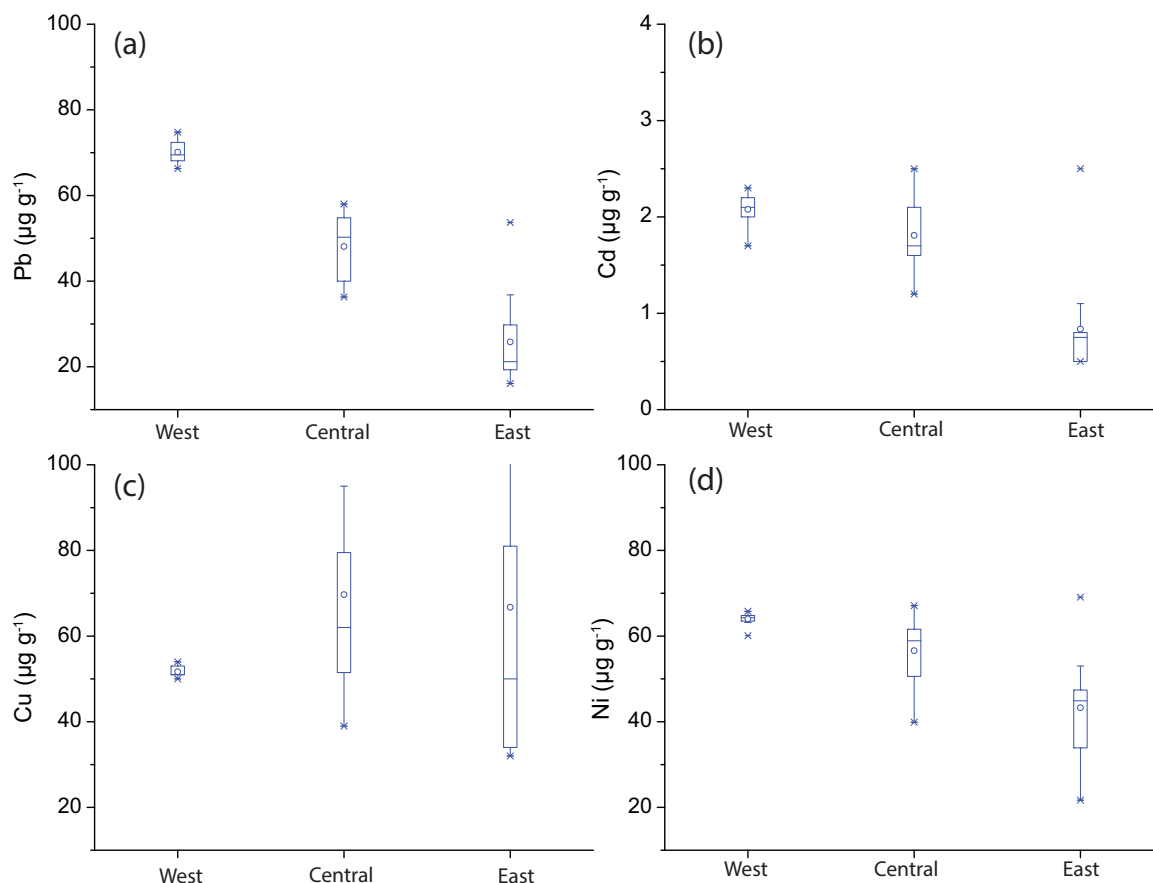 (a)
Pb (µg g⁻¹)
100
80
60
40
20
West Central East
(b)
Cd (µg g⁻¹)
4
3
2
1
0
West Central East
(c)
Cu (µg g⁻¹)
100
80
60
40
20
West Central East
(d)
Ni (µg g⁻¹)
100
80
60
40
20
West Central East